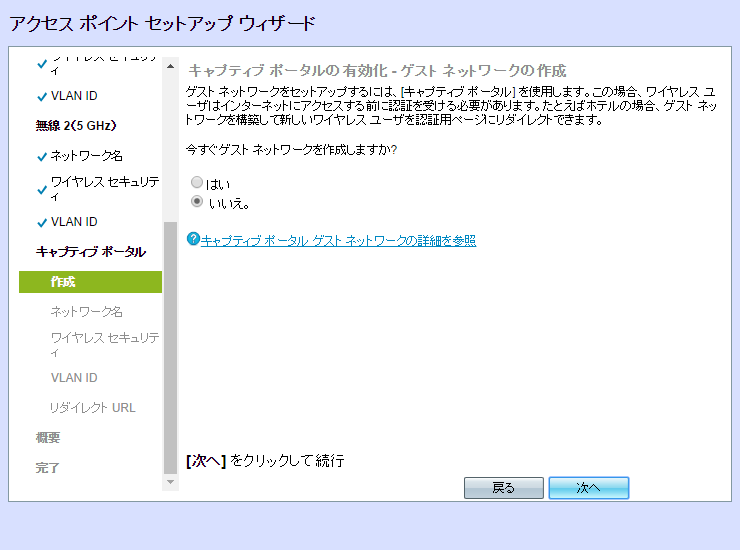 アクセス ポイント セットアップ ウィザード
ィ
VLAN ID
無線 2(5 GHz)
ネットワーク名
ワイヤレス セキュリテ
ィ
VLAN ID
キャプティブ ポータル
作成
ネットワーク名
ワイヤレス セキュリテ
ィ
VLAN ID
リダイレクト URL
概要
完了
キャプティブ ポータルの有効化 - ゲスト ネットワークの作成
ゲスト ネットワークをセットアップするには、[キャプティブ ポータル] を使用します。この場合、ワイヤレス ユ
ーザはインターネットにアクセスする前に認証を受ける必要があります。たとえばホテルの場合、ゲスト ネッ
トワークを構築して新しいワイヤレス ユーザを認証用ページにリダイレクトできます。
今すぐゲスト ネットワークを作成しますか?
はい
いいえ。
キャプティブ ポータル ゲスト ネットワークの詳細を参照
[次へ] をクリックして続行
戻る
次へ